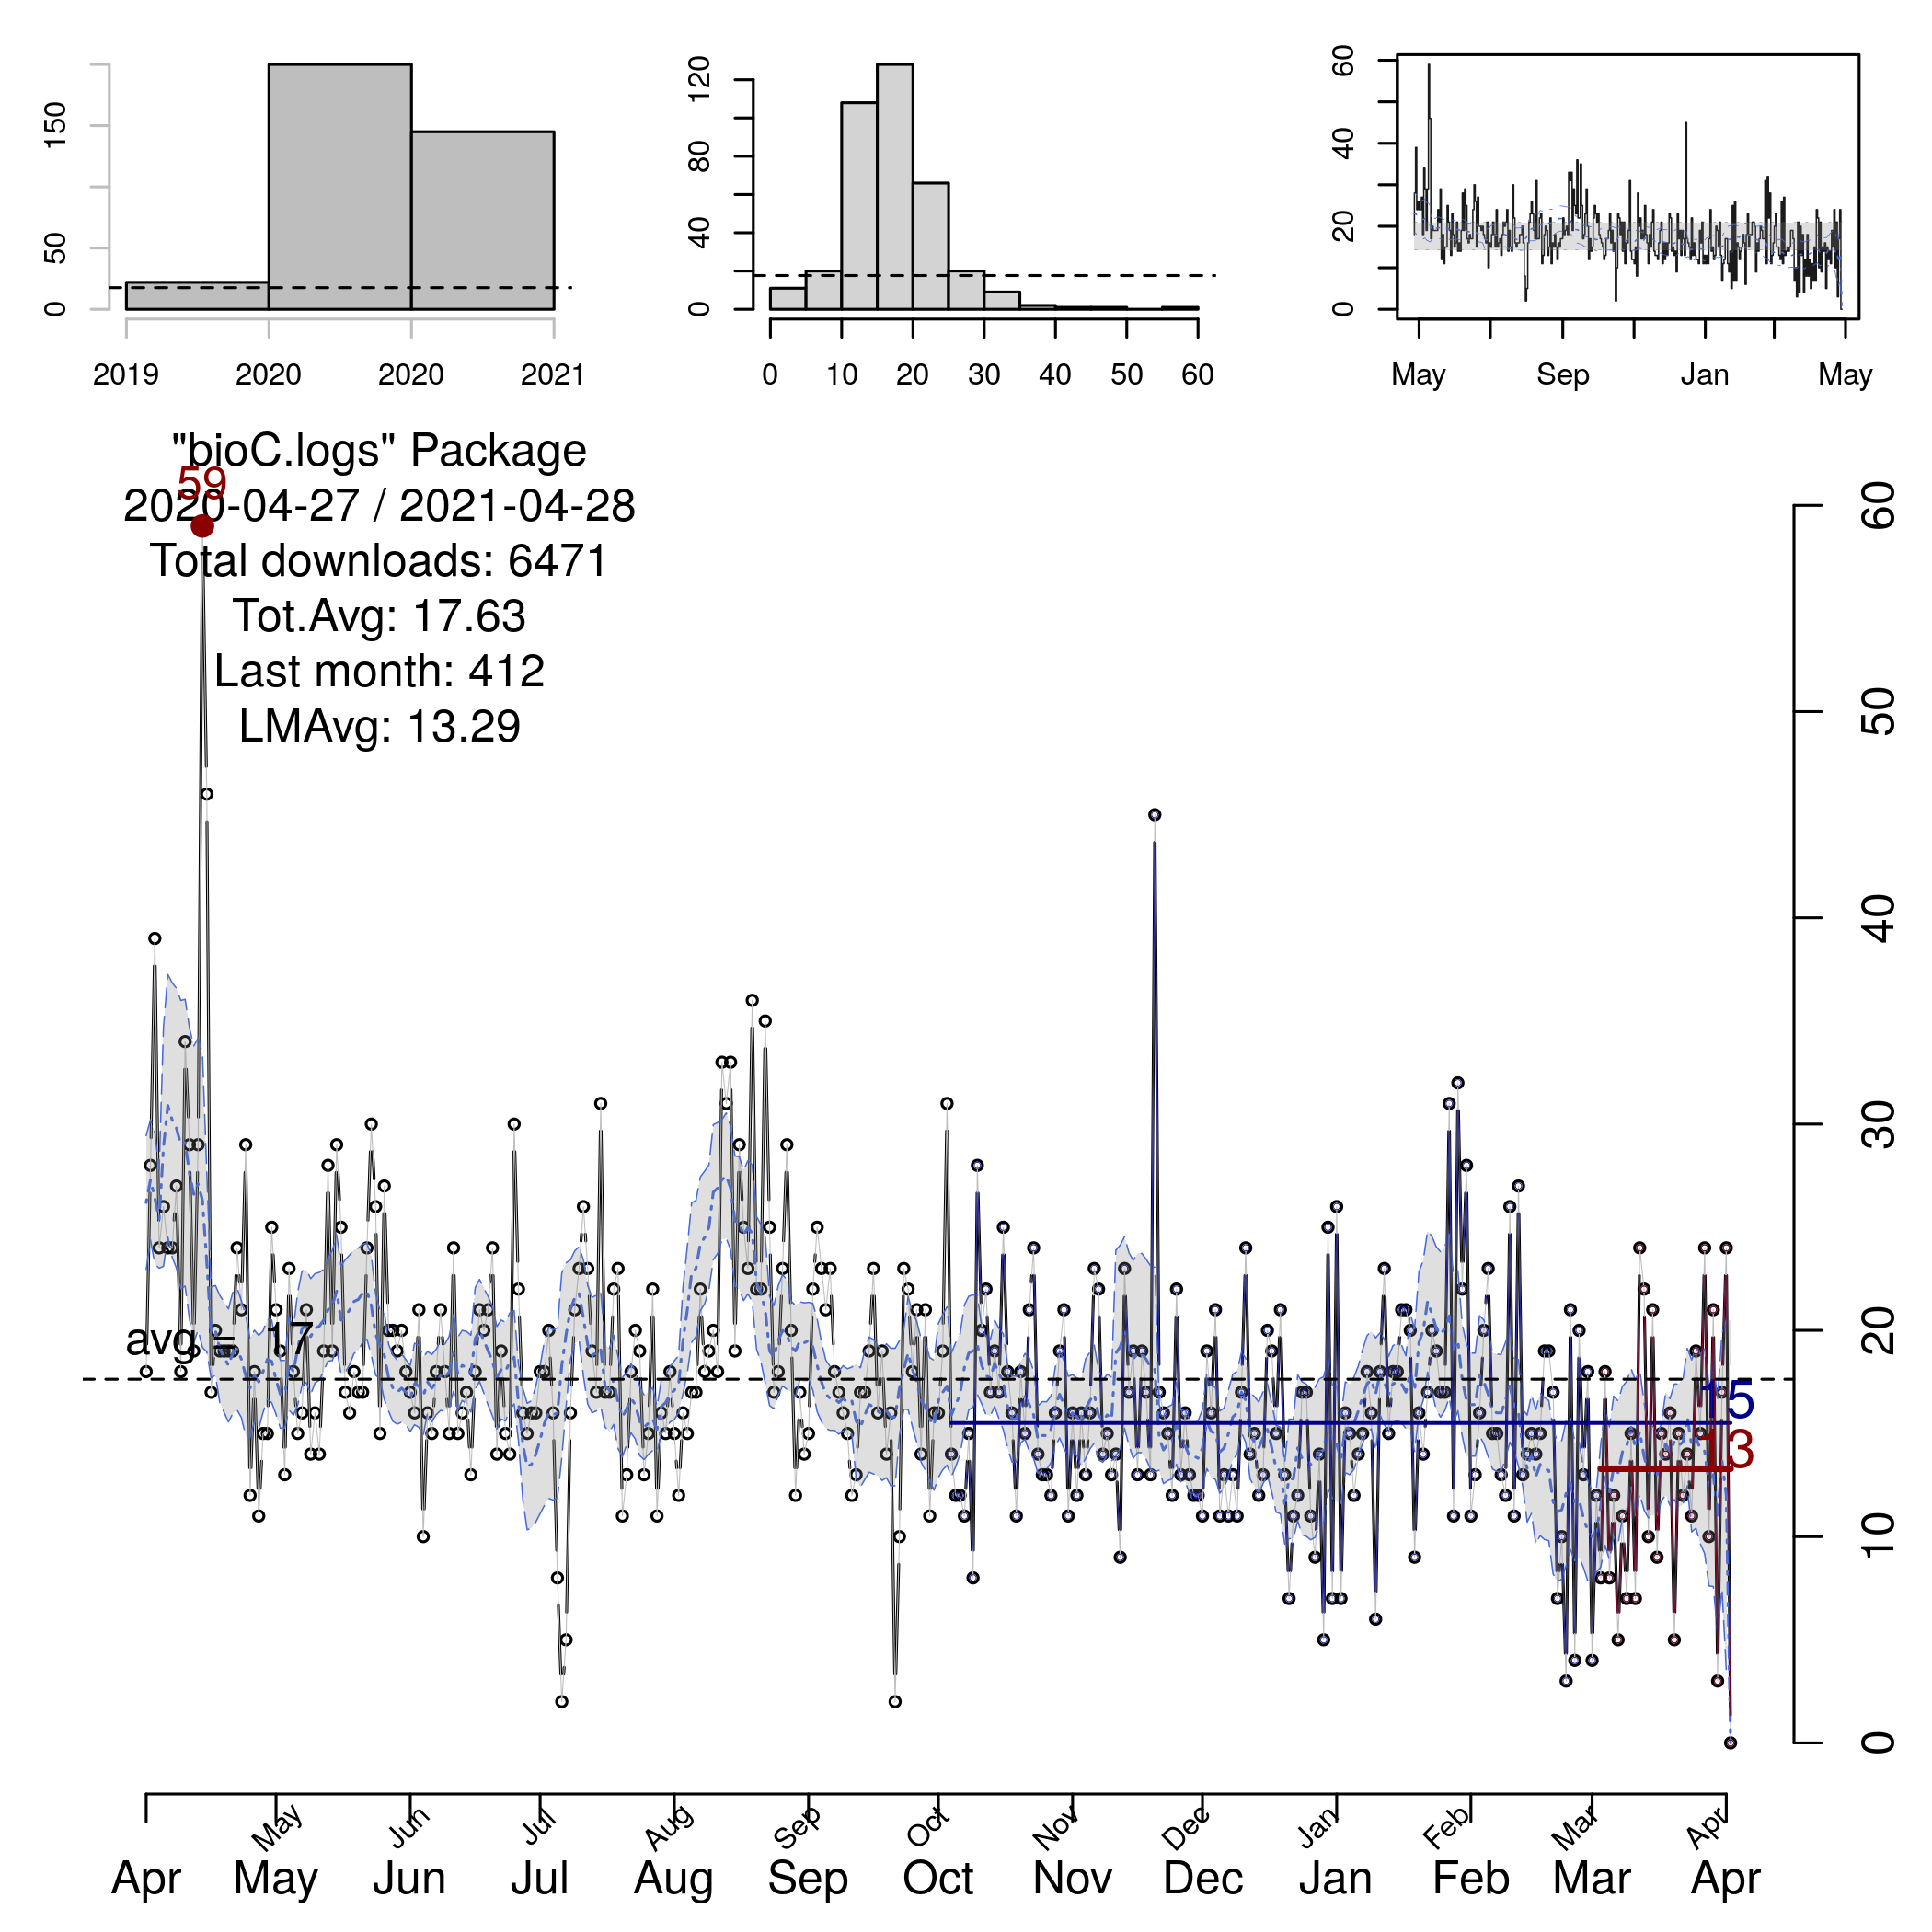 150
50
0
2019 2020 2020 2021
120
80
40
0
0 10 20 30 40 50 60
60
40
20
0
May Sep Jan May
"bioC.logs" Package
59
2020-04-27 / 2021-04-28
Total downloads: 6471
Tot.Avg: 17.63
Last month: 412
LMAvg: 13.29
avg = 17
15
13
60
50
40
30
20
10
0
May Jun Jul Aug Sep Oct Nov Dec Jan Feb Mar Apr
Apr May Jun Jul Aug Sep Oct Nov Dec Jan Feb Mar Apr